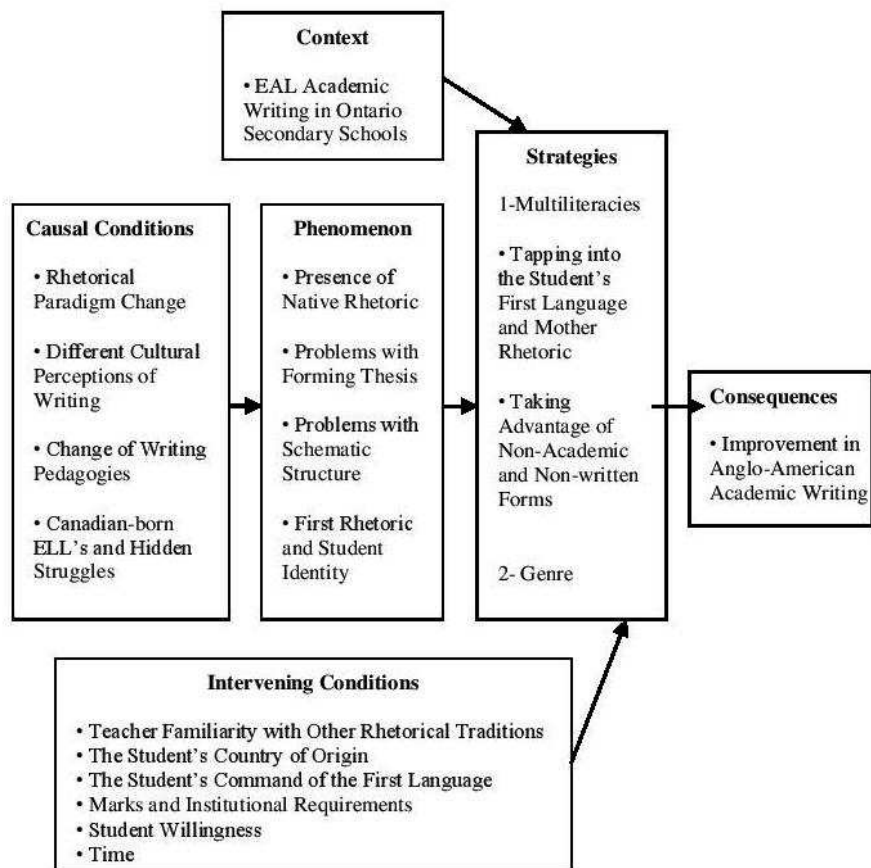 Context
• EAL Academic
Writing in Ontario
Secondary Schools
Causal Conditions
• Rhetorical
Paradigm Change
• Different Cultural
Perceptions of
Writing
• Change of Writing
Pedagogies
• Canadian-born
ELL's and Hidden
Struggles
Phenomenon
• Presence of
Native Rhetoric
• Problems with
Forming Thesis
• Problems with
Schematic
Structure
• First Rhetoric
and Student
Identity
Strategies
1-Multiliteracies
• Tapping into
the Student's
First Language
and Mother
Rhetoric
• Taking
Advantage of
Non-Academic
and Non-written
Forms
2- Genre
Consequences
• Improvement in
Anglo-American
Academic Writing
Intervening Conditions
• Teacher Familiarity with Other Rhetorical Traditions
• The Student's Country of Origin
• The Student's Command of the First Language
• Marks and Institutional Requirements
• Student Willingness
• Time